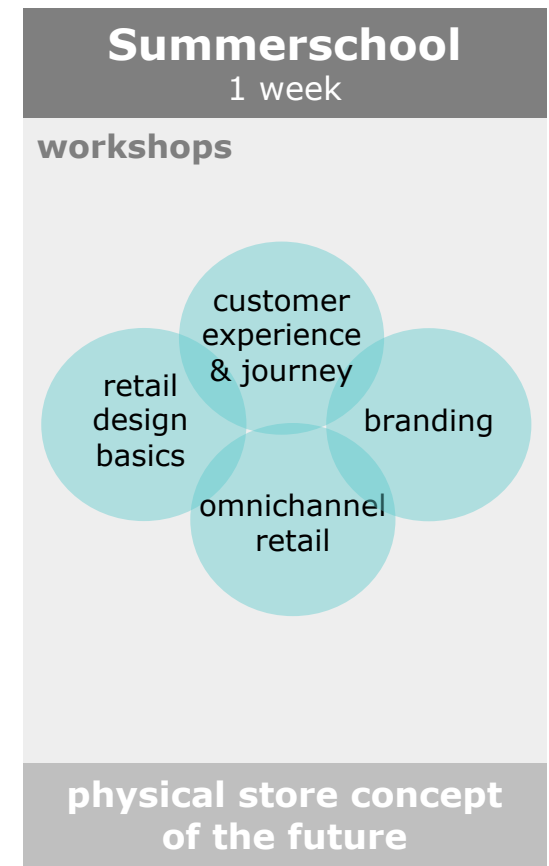 Summerschool
1 week
workshops
customer
experience
& journey
retail
design
basics
branding
omnichannel
retail
physical store concept
of the future